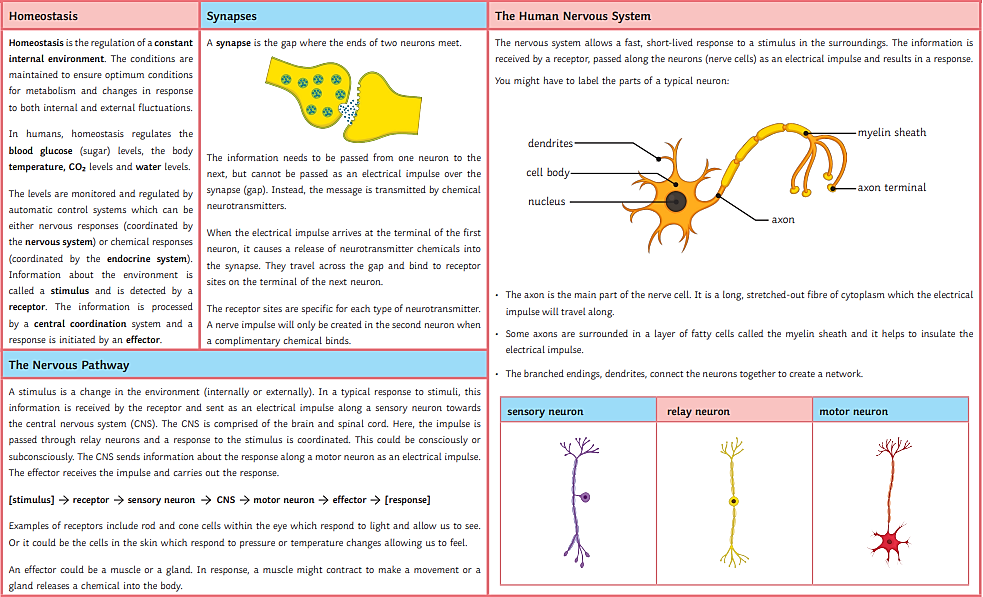 Homeostasis
Homeostasis is the regulation of a constant
internal environment. The conditions are
maintained to ensure optimum conditions
for metabolism and changes in response
to both internal and external fluctuations.
In humans, homeostasis regulates the
blood glucose (sugar) levels, the body
temperature, CO₂ levels and water levels.
The levels are monitored and regulated by
automatic control systems which can be
either nervous responses (coordinated by
the nervous system) or chemical responses
(coordinated by the endocrine system).
Information about the environment is
called a stimulus and is detected by a
receptor. The information is processed
by a central coordination system and a
response is initiated by an effector.
Synapses
A synapse is the gap where the ends of two neurons meet.
The information needs to be passed from one neuron to the
next, but cannot be passed as an electrical impulse over the
synapse (gap). Instead, the message is transmitted by chemical
neurotransmitters.
When the electrical impulse arrives at the terminal of the first
neuron, it causes a release of neurotransmitter chemicals into
the synapse. They travel across the gap and bind to receptor
sites on the terminal of the next neuron.
The receptor sites are specific for each type of neurotransmitter.
A nerve impulse will only be created in the second neuron when
a complimentary chemical binds.
The Nervous Pathway
A stimulus is a change in the environment (internally or externally). In a typical response to stimuli, this
information is received by the receptor and sent as an electrical impulse along a sensory neuron towards
the central nervous system (CNS). The CNS is comprised of the brain and spinal cord. Here, the impulse is
passed through relay neurons and a response to the stimulus is coordinated. This could be consciously or
subconsciously. The CNS sends information about the response along a motor neuron as an electrical impulse.
The effector receives the impulse and carries out the response.
[stimulus] → receptor → sensory neuron → CNS → motor neuron → effector → [response]
Examples of receptors include rod and cone cells within the eye which respond to light and allow us to see.
Or it could be the cells in the skin which respond to pressure or temperature changes allowing us to feel.
An effector could be a muscle or a gland. In response, a muscle might contract to make a movement or a
gland releases a chemical into the body.
The Human Nervous System
The nervous system allows a fast, short-lived response to a stimulus in the surroundings. The information is
received by a receptor, passed along the neurons (nerve cells) as an electrical impulse and results in a response.
You might have to label the parts of a typical neuron:
dendrites
cell body
nucleus
myelin sheath
axon terminal
axon
• The axon is the main part of the nerve cell. It is a long, stretched-out fibre of cytoplasm which the electrical
impulse will travel along.
• Some axons are surrounded in a layer of fatty cells called the myelin sheath and it helps to insulate the
electrical impulse.
• The branched endings, dendrites, connect the neurons together to create a network.
sensory neuron
relay neuron
motor neuron